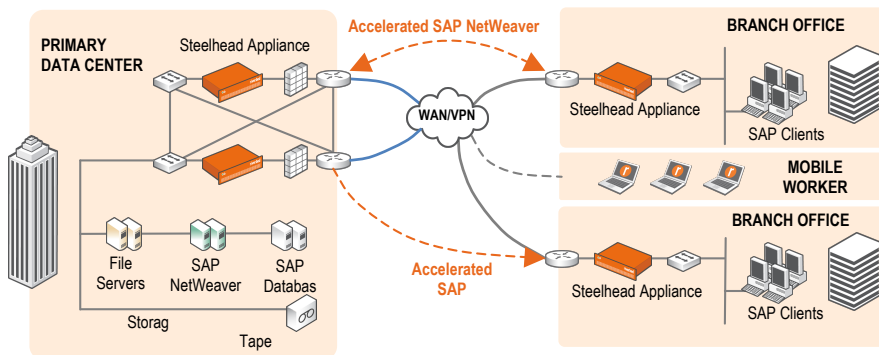 Accelerated SAP NetWeaver
PRIMARY
DATA CENTER
Steelhead Appliance
WAN/VPN
File
Servers
SAP
NetWeaver
SAP
Databas
Storag
Tape
Accelerated
SAP
BRANCH OFFICE
Steelhead Appliance
SAP Clients
MOBILE
WORKER
BRANCH OFFICE
Steelhead Appliance
SAP Clients